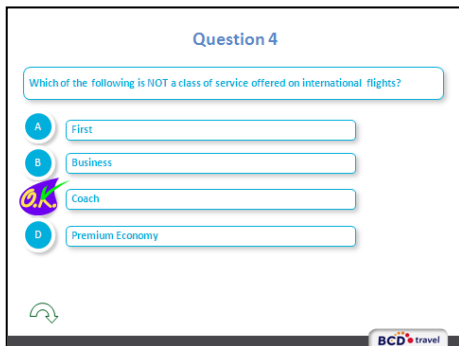 Question 4
Which of the following is NOT a class of service offered on international flights?
A
First
B
Business
O.K.
Coach
D
Premium Economy
BCD travel